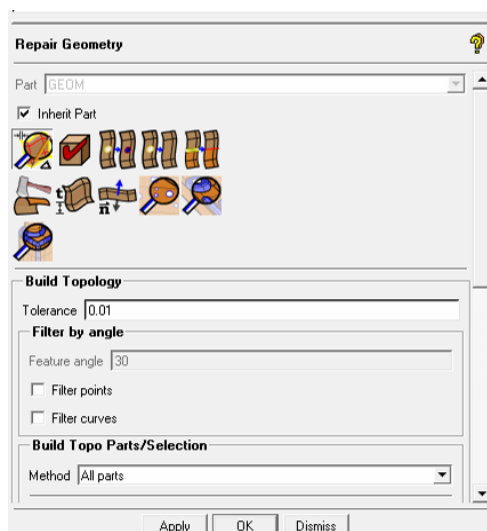 Repair Geometry
Part GEOM
Inherit Part
Build Topology
Tolerance 0.01
Filter by angle
Feature angle 30
Filter points
Filter curves
Build Topo Parts/Selection
Method All parts
Apply OK Dismiss